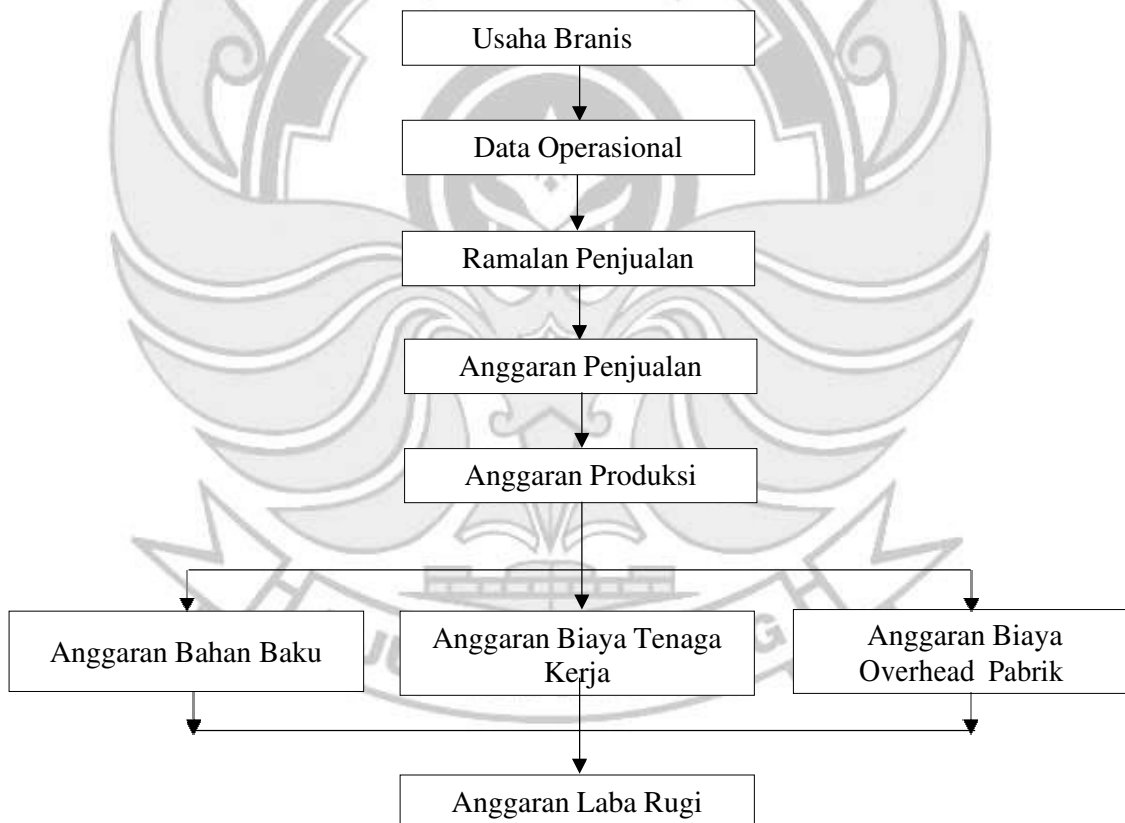 Usaha Branis
Data Operasional
Ramalan Penjualan
Anggaran Penjualan
Anggaran Produksi
Anggaran Bahan Baku
Anggaran Biaya Tenaga
Kerja
Anggaran Biaya
Overhead Pabrik
Anggaran Laba Rugi